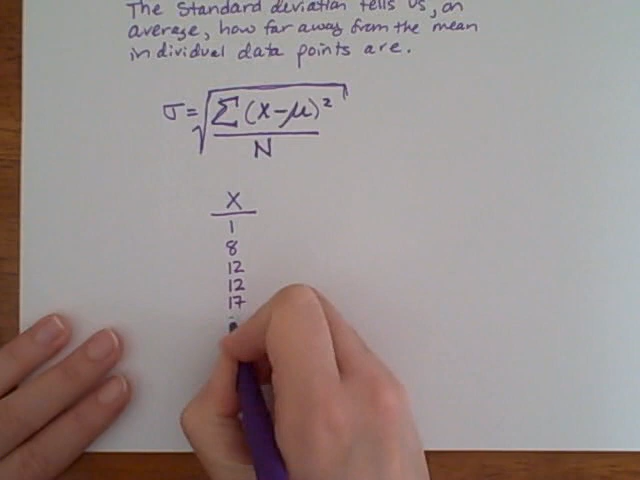 The Standard deviation tells us, on
average, how far away from the mean
individual data points are.
σ = √ Σ (X-μ)²
N
X
1
8
12
12
17